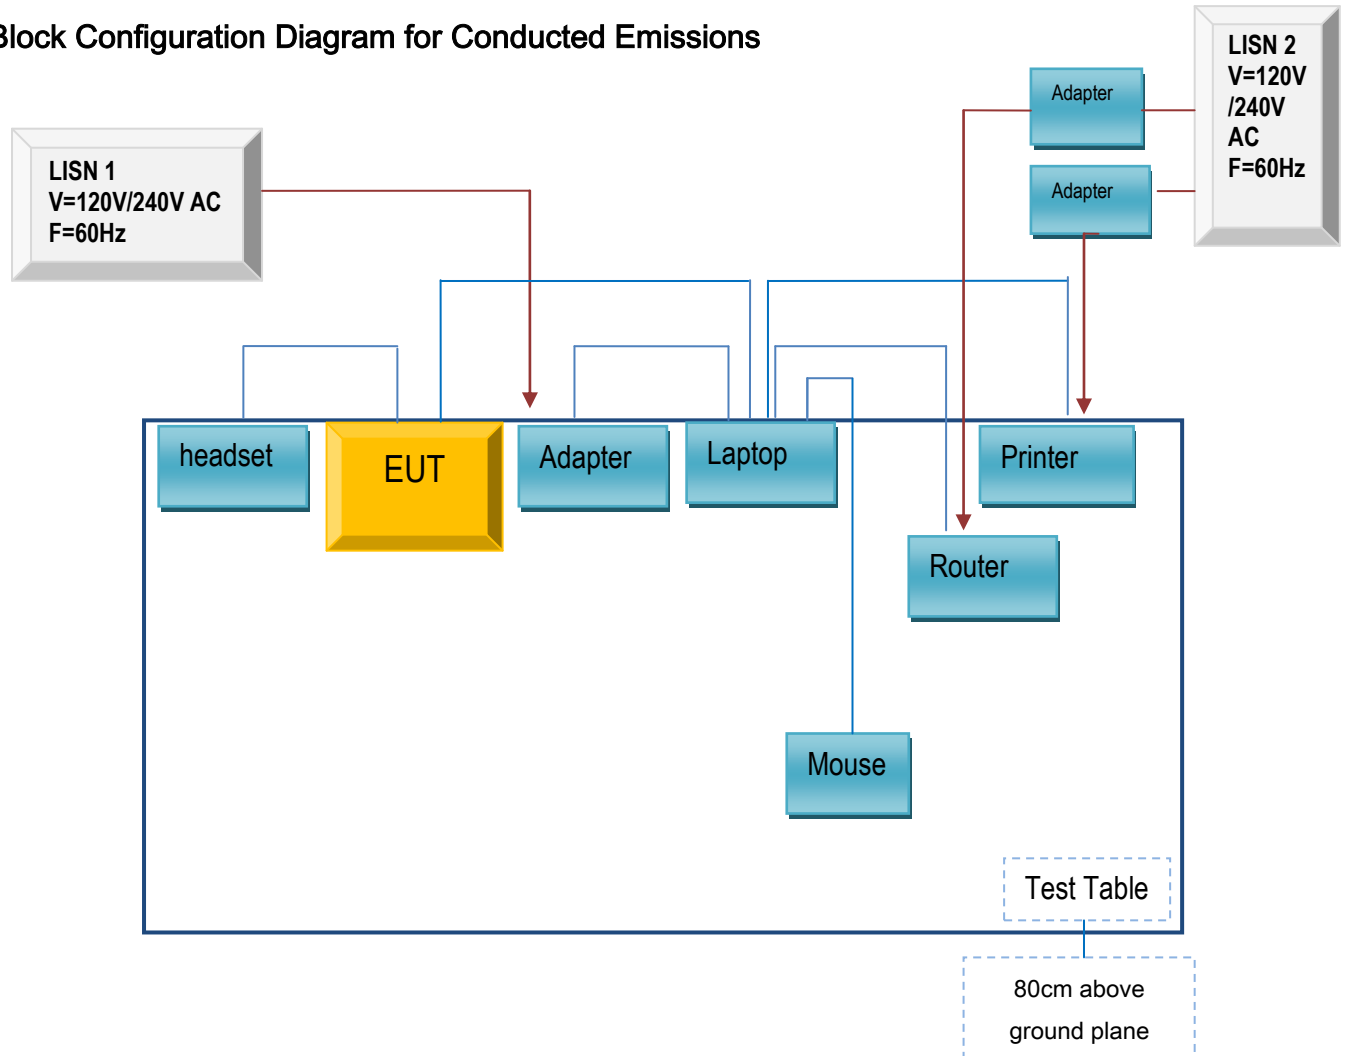 Block Configuration Diagram for Conducted Emissions
LISN 2
V=120V
/240V
AC
F=60Hz
Adapter
Adapter
LISN 1
V=120V/240V AC
F=60Hz
headset
EUT
Adapter
Laptop
Printer
Router
Mouse
Test Table
80cm above
ground plane